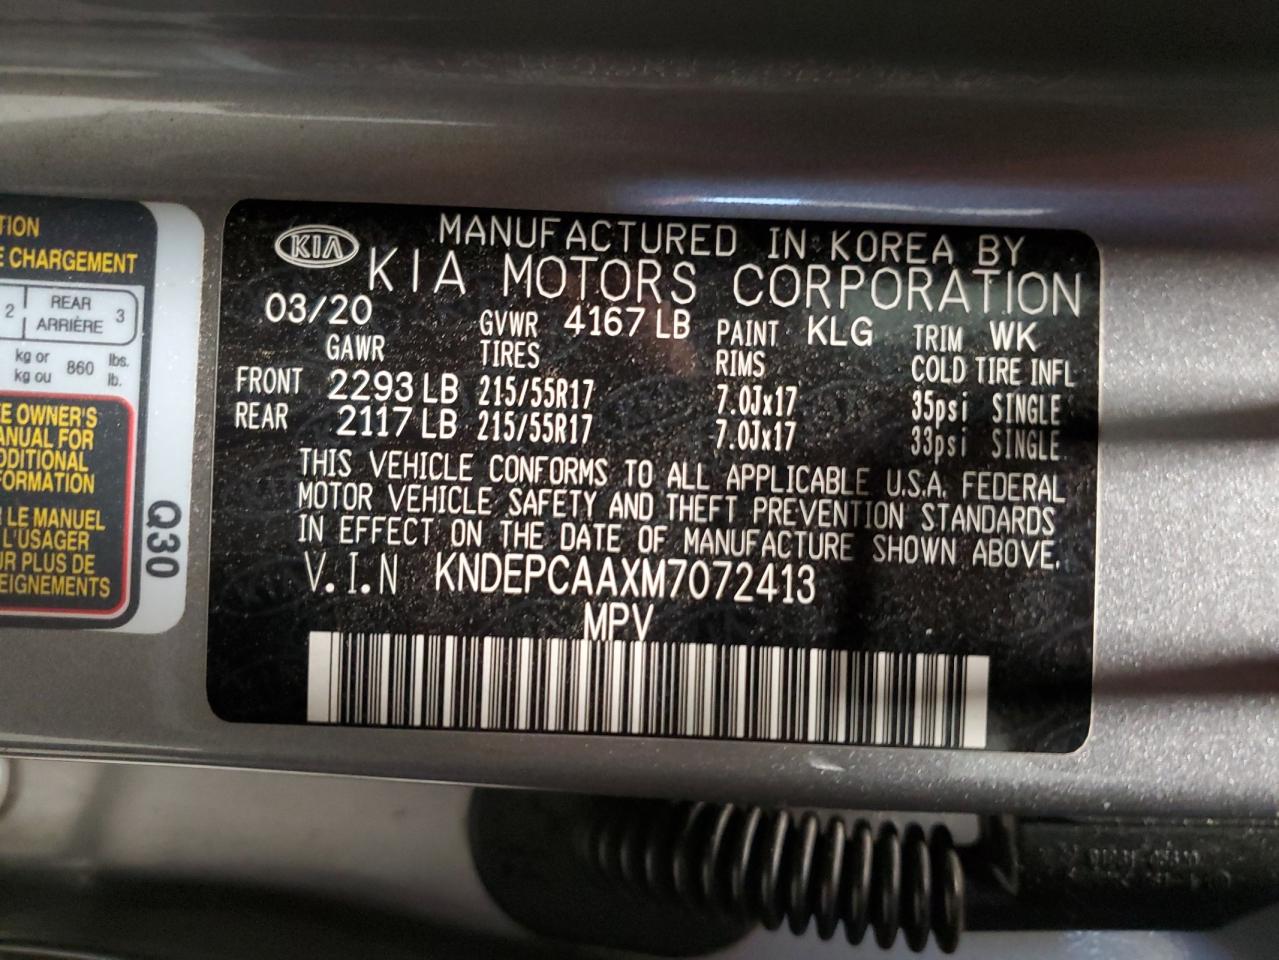 TION
E CHARGEMENT
2 REAR ARRIÈRE 3
kg or kg ou 860 lbs. lb.
E OWNER'S
ANUAL FOR
DDITIONAL
FORMATION
R LE MANUEL
L'USAGER
UR PLUS DE
EIGNEMENTS
Q30
KIA MANUFACTURED IN KOREA BY
KIA MOTORS CORPORATION
03/20 GVWR 4167 LB PAINT KLG TRIM WK
GAWR TIRES RIMS COLD TIRE INFL
FRONT 2293 LB 215/55R17 7.0Jx17 35psi SINGLE
REAR 2117 LB 215/55R17 7.0Jx17 33psi SINGLE
THIS VEHICLE CONFORMS TO ALL APPLICABLE U.S.A. FEDERAL
MOTOR VEHICLE SAFETY AND THEFT PREVENTION STANDARDS
IN EFFECT ON THE DATE OF MANUFACTURE SHOWN ABOVE.
V.I.N KNDEPCAAXM7072413
MPV